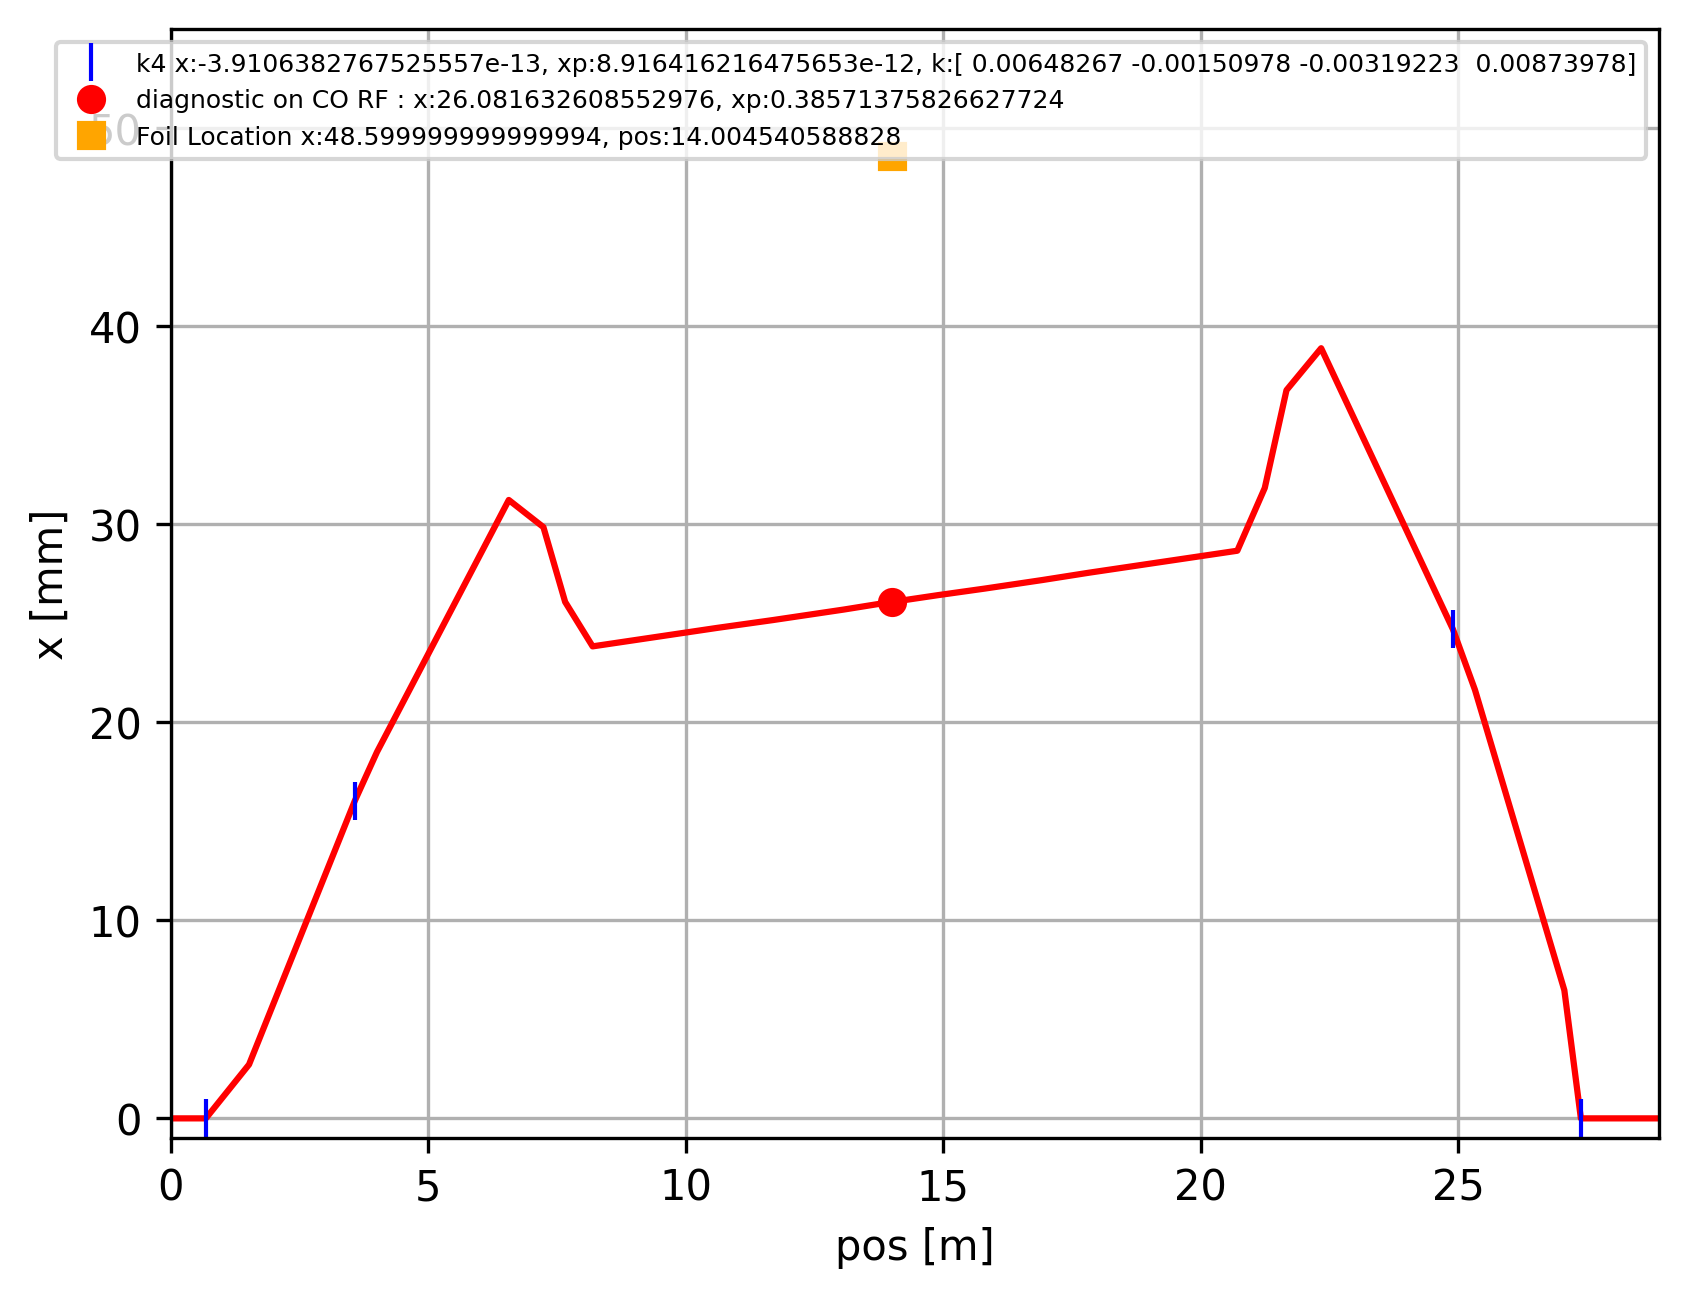 k4 x:-3.9106382767525557e-13, xp:8.916416216475653e-12, k:[ 0.00648267 -0.00150978 -0.00319223  0.00873978]
diagnostic on CO RF : x:26.081632608552976, xp:0.38571375826627724
Foil Location x:48.599999999999994, pos:14.004540588828
50
40
30
20
10
0
x [mm]
0 5 10 15 20 25
pos [m]